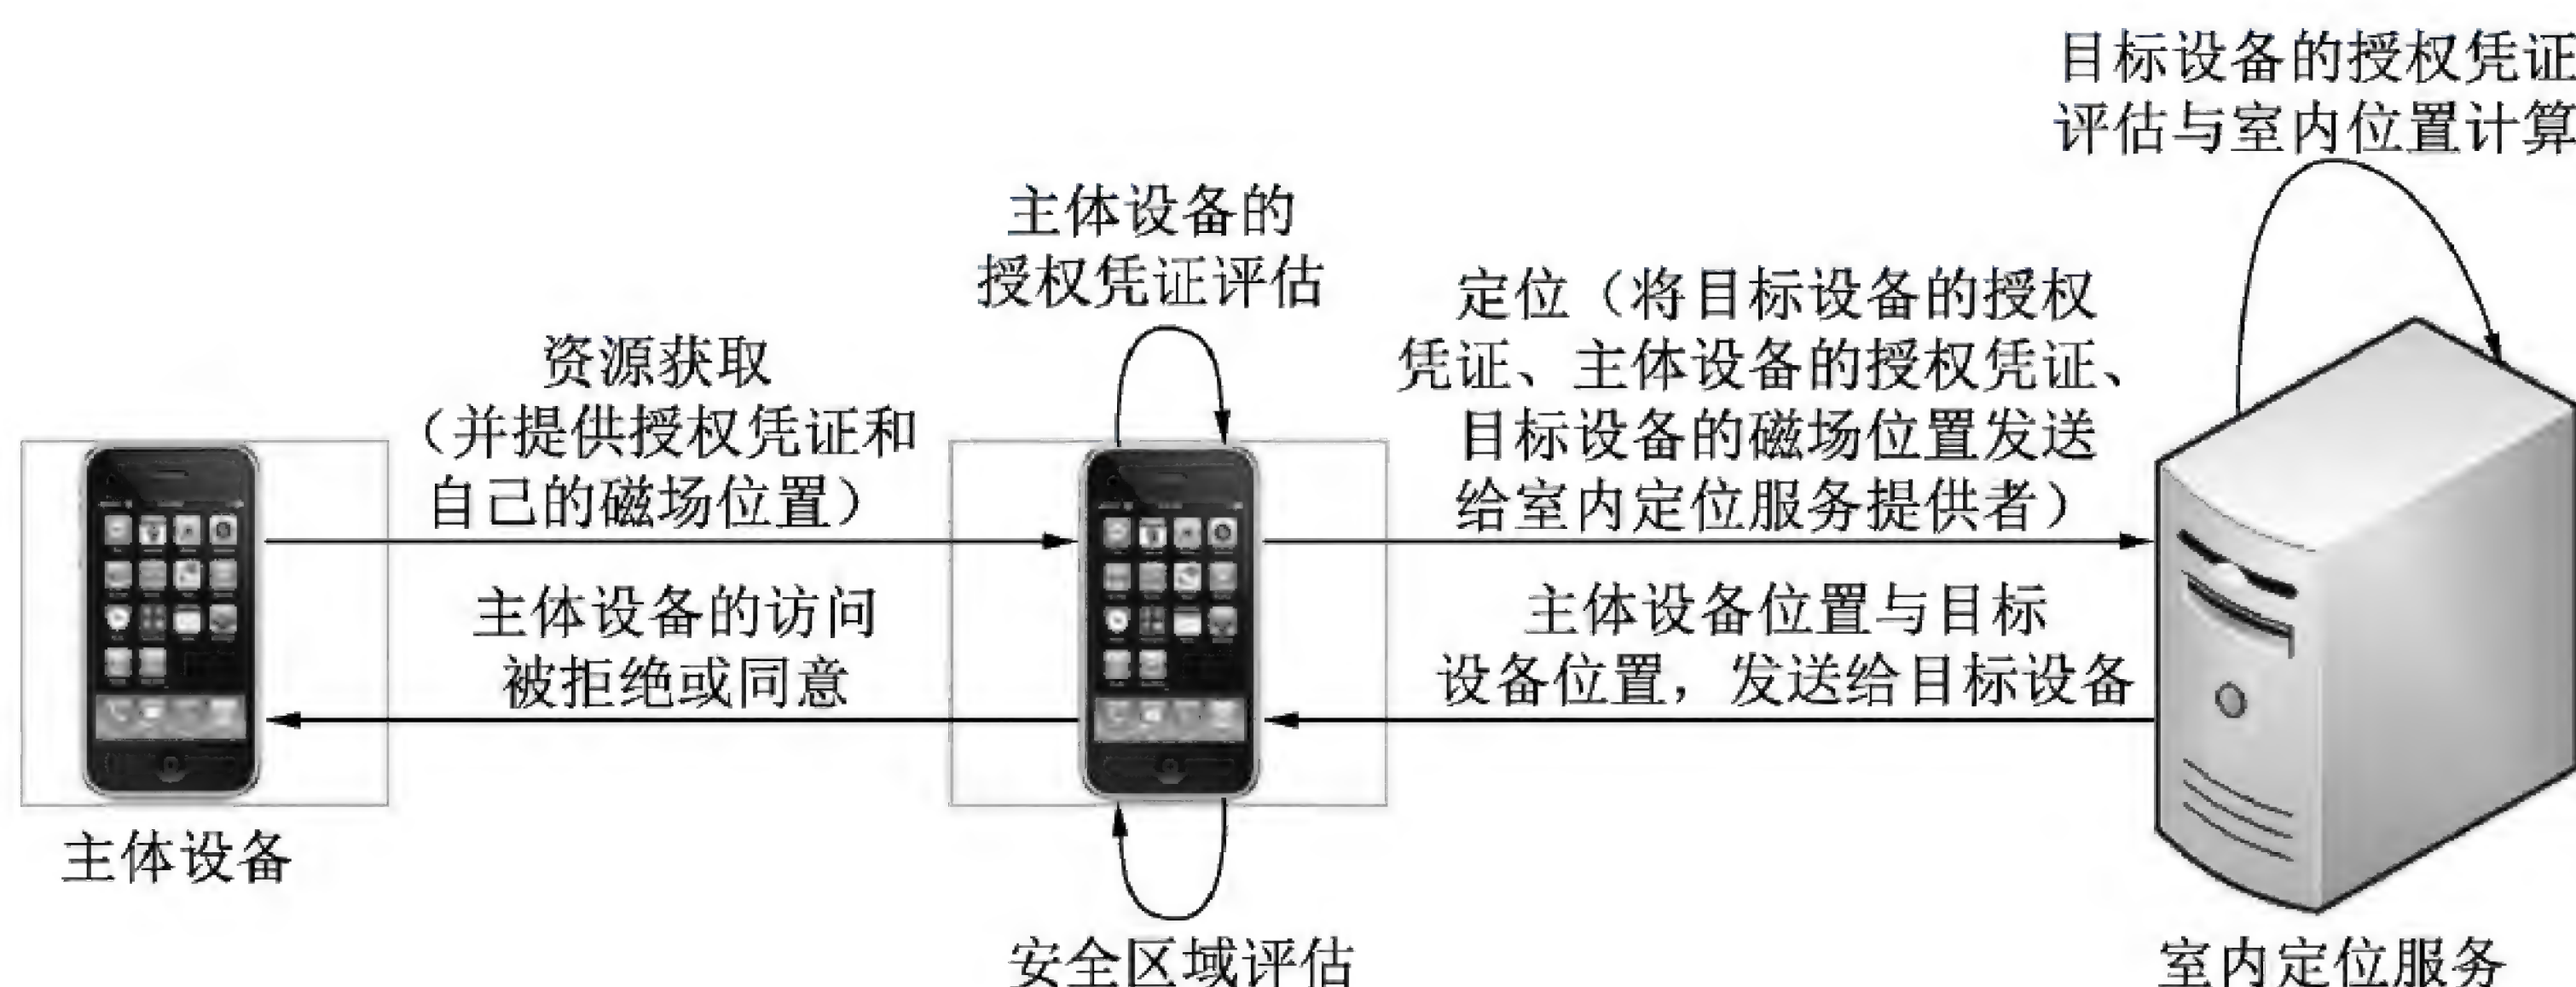 目标设备的授权凭证
评估与室内位置计算
主体设备的
授权凭证评估
定位（将目标设备的授权
凭证、主体设备的授权凭证、
目标设备的磁场位置发送
给室内定位服务提供者）
资源获取
（并提供授权凭证和
自己的磁场位置）
主体设备的访问
被拒绝或同意
主体设备位置与目标
设备位置，发送给目标设备
主体设备
安全区域评估
室内定位服务